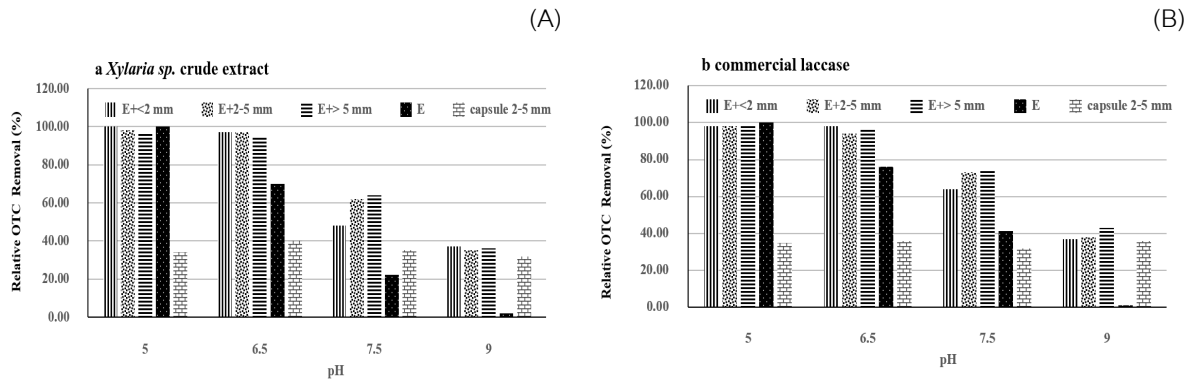 (A)
a Xylaria sp. crude extract
120.00
100.00
80.00
60.00
40.00
20.00
0.00
Relative OTC Removal (%)
E+<2 mm E+2-5 mm E+> 5 mm E capsule 2-5 mm
5 6.5 7.5 9
pH
(B)
b commercial laccase
120.00
100.00
80.00
60.00
40.00
20.00
0.00
Relative OTC Removal (%)
E+<2 mm E+2-5 mm E+> 5 mm E capsule 2-5 mm
5 6.5 7.5 9
pH